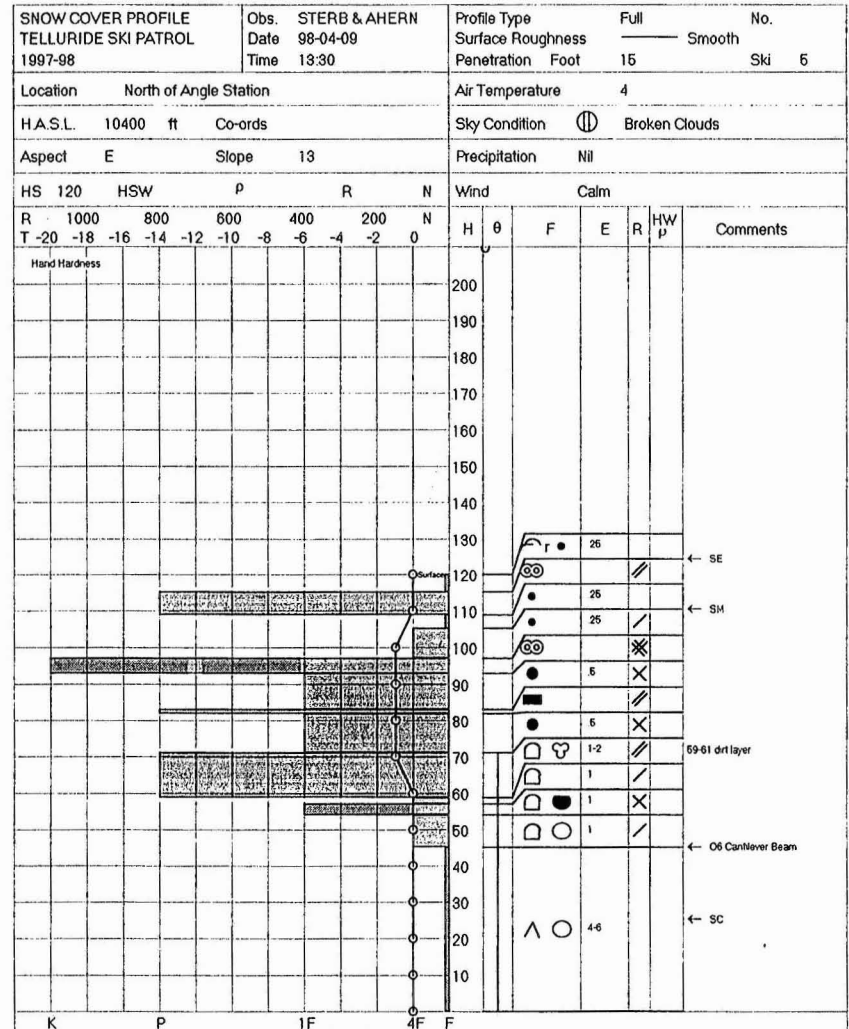 SNOW COVER PROFILE Obs. STERB & AHERN Profile Type Full No.
TELLURIDE SKI PATROL Date 98-04-09 Surface Roughness Smooth
1997-98 Time 13:30 Penetration Foot 15 Ski 5
Location North of Angle Station Air Temperature 4
H.A.S.L. 10400 ft Co-ords Sky Condition Broken Clouds
Aspect E Slope 13 Precipitation Nil
HS 120 HSW ρ R N Wind Calm
R 1000 800 600 400 200 N H θ F E R HW ρ Comments
T -20 -18 -16 -14 -12 -10 -8 -6 -4 -2 0
Hand Hardness
200
190
180
170
160
150
140
130 r .25
← SE
Surface 120
.25
110 ← SM
.25
100
.5
90
80 .5
70 1-2 59-61 dirt layer
1
60 1
50 1
← O6 Cantilever Beam
40
30
← SC
4-6
20
10
K P 1F 4F F